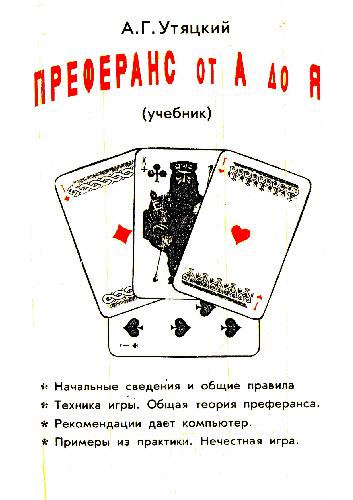 А.Г.Утяцкий
ПРЕФЕРАНС от А до Я
(учебник)
* Начальные сведения и общие правила
* Техника игры. Общая теория преферанса.
* Рекомендации дает компьютер.
* Примеры из практики. Нечестная игра.